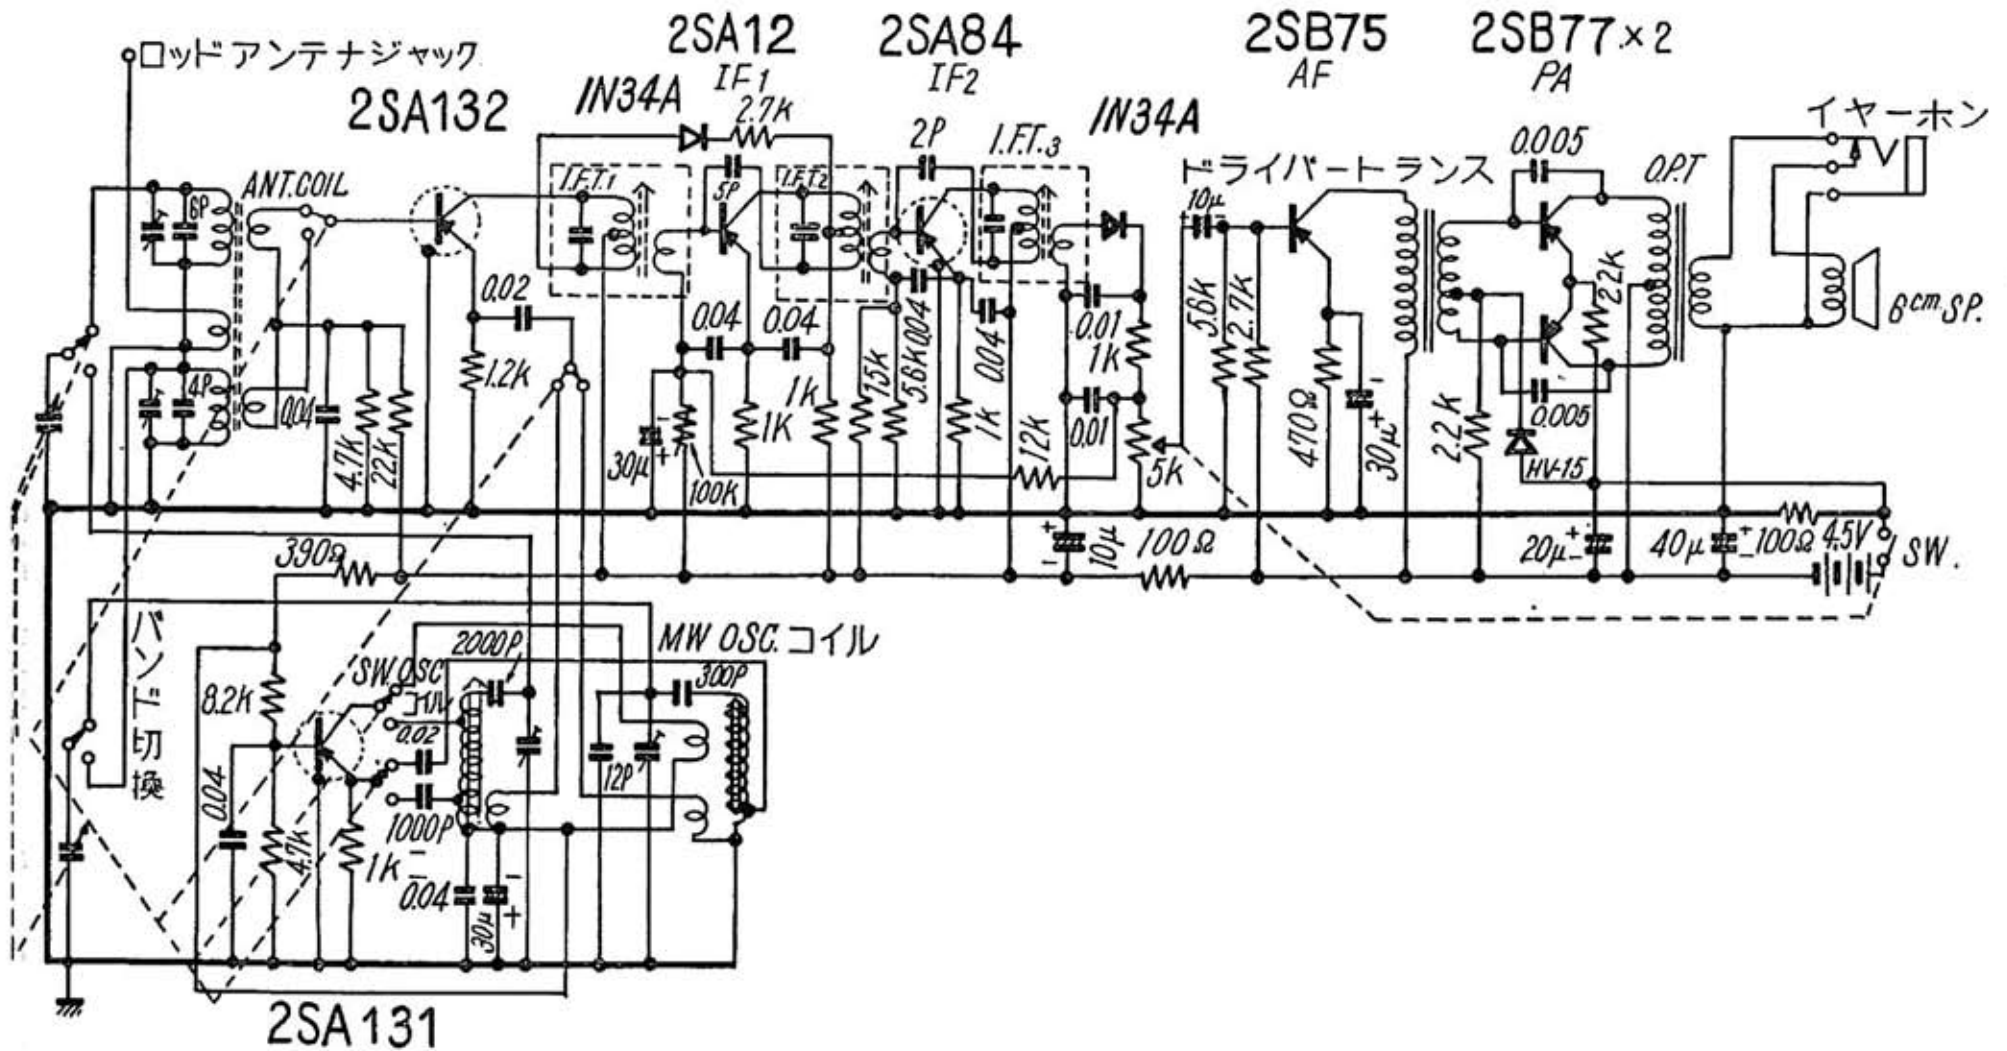 ロッドアンテナジャック
2SA132
IN34A
2SA12
IF1
2.7K
2SA84
IF2
2P
I.F.T.3
IN34A
2SB75
AF
2SB77×2
PA
イヤーホン
ドライバートランス
0.005
O.P.T
ANT.COIL
6P
I.F.T.1
5P
I.F.T.2
10μ
-
22K
6cm.SP.
0.02
0.04
0.04
5.6K
2.7K
0.01
1K
1.2K
4P
0.04
4.7K
22K
30μ
-
+
100K
1K
1K
15K
5.6K
0.04
1K
0.04
12K
0.01
5K
470Ω
30μ
-
+
2.2K
0.005
HV-15
390Ω
+
10μ
-
100Ω
20μ
+
-
40μ
+
-
100Ω
4.5V
SW.
バンド切換
8.2K
SW.OSC
コイル
2000P
MW OSC.コイル
300P
0.02
12P
0.04
4.7K
1000P
1K
0.04
30μ
-
+
2SA131